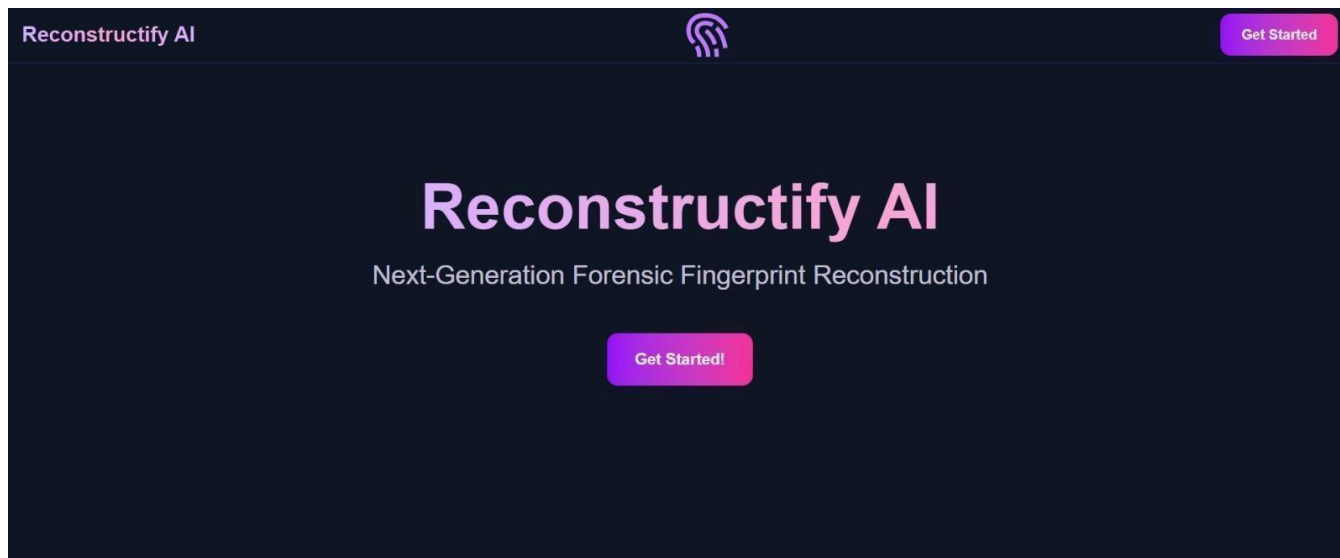 Reconstructify AI
Get Started
Reconstructify AI
Next-Generation Forensic Fingerprint Reconstruction
Get Started!